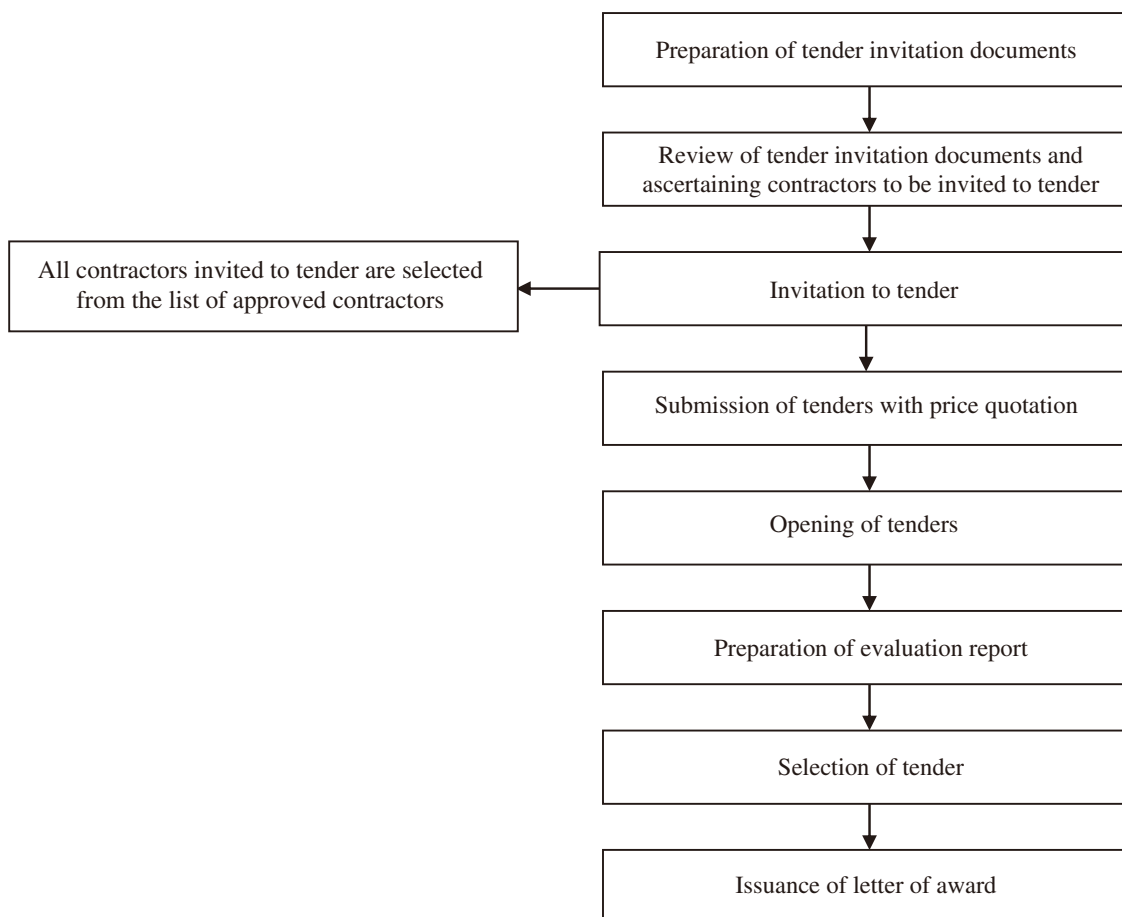 Preparation of tender invitation documents
Review of tender invitation documents and
ascertaining contractors to be invited to tender
All contractors invited to tender are selected
from the list of approved contractors
Invitation to tender
Submission of tenders with price quotation
Opening of tenders
Preparation of evaluation report
Selection of tender
Issuance of letter of award